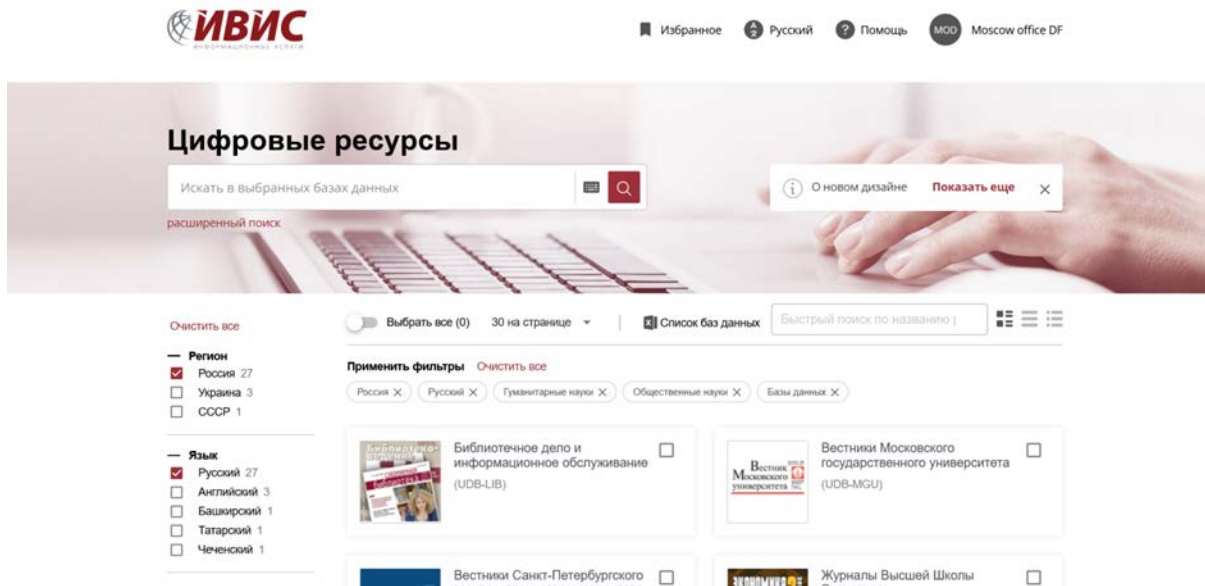 ИВИС
ИНФОРМАЦИОННЫЕ УСЛУГИ
Избранное
Русский
Помощь
MOD
Moscow office DF
Цифровые ресурсы
Искать в выбранных базах данных
расширенный поиск
О новом дизайне
Показать еще
Очистить все
Выбрать все (0)
30 на странице
Список баз данных
Быстрый поиск по названию
Регион
Россия 27
Украина 3
СССР 1
Язык
Русский 27
Английский 3
Башкирский 1
Татарский 1
Чеченский 1
Применить фильтры Очистить все
Россия X
Русский X
Гуманитарные науки X
Общественные науки X
Базы данных X
Библиотечное дело и
информационное обслуживание
(UDB-LIB)
Вестник
Московского
университета
Вестники Московского
государственного университета
(UDB-MGU)
Вестники Санкт-Петербургского
Журналы Высшей Школы